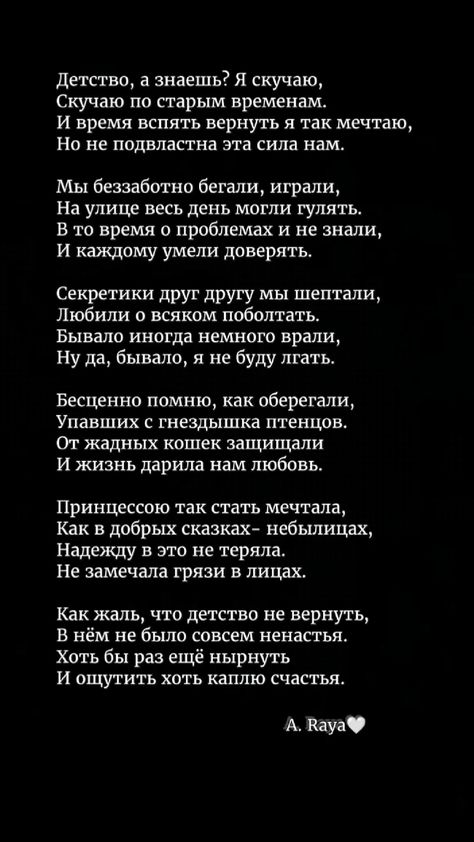 Детство, а знаешь? Я скучаю,
Скучаю по старым временам.
И время вспять вернуть я так мечтаю,
Но не подвластна эта сила нам.

Мы беззаботно бегали, играли,
На улице весь день могли гулять.
В то время о проблемах и не знали,
И каждому умели доверять.

Секретики друг другу мы шептали,
Любили о всяком поболтать.
Бывало иногда немного врали,
Ну да, бывало, я не буду лгать.

Бесценно помню, как оберегали,
Упавших с гнездышка птенцов.
От жадных кошек защищали
И жизнь дарила нам любовь.

Принцессою так стать мечтала,
Как в добрых сказках- небылицах,
Надежду в это не теряла.
Не замечала грязи в лицах.

Как жаль, что детство не вернуть,
В нём не было совсем ненастья.
Хоть бы раз ещё нырнуть
И ощутить хоть каплю счастья.

A. Raya🤍